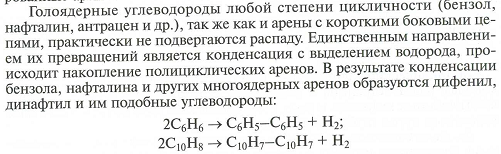 Голоядерные углеводороды любой степени цикличности (бензол,
нафталин, антрацен и др.), так же как и арены с короткими боковыми це-
пями, практически не подвергаются распаду. Единственным направлени-
ем их превращений является конденсация с выделением водорода, про-
исходит накопление полициклических аренов. В результате конденсации
бензола, нафталина и других многоядерных аренов образуются дифенил,
динафтил и им подобные углеводороды:
2C₆H₆ → C₆H₅–C₆H₅ + H₂;
2C₁₀H₈ → C₁₀H₇–C₁₀H₇ + H₂